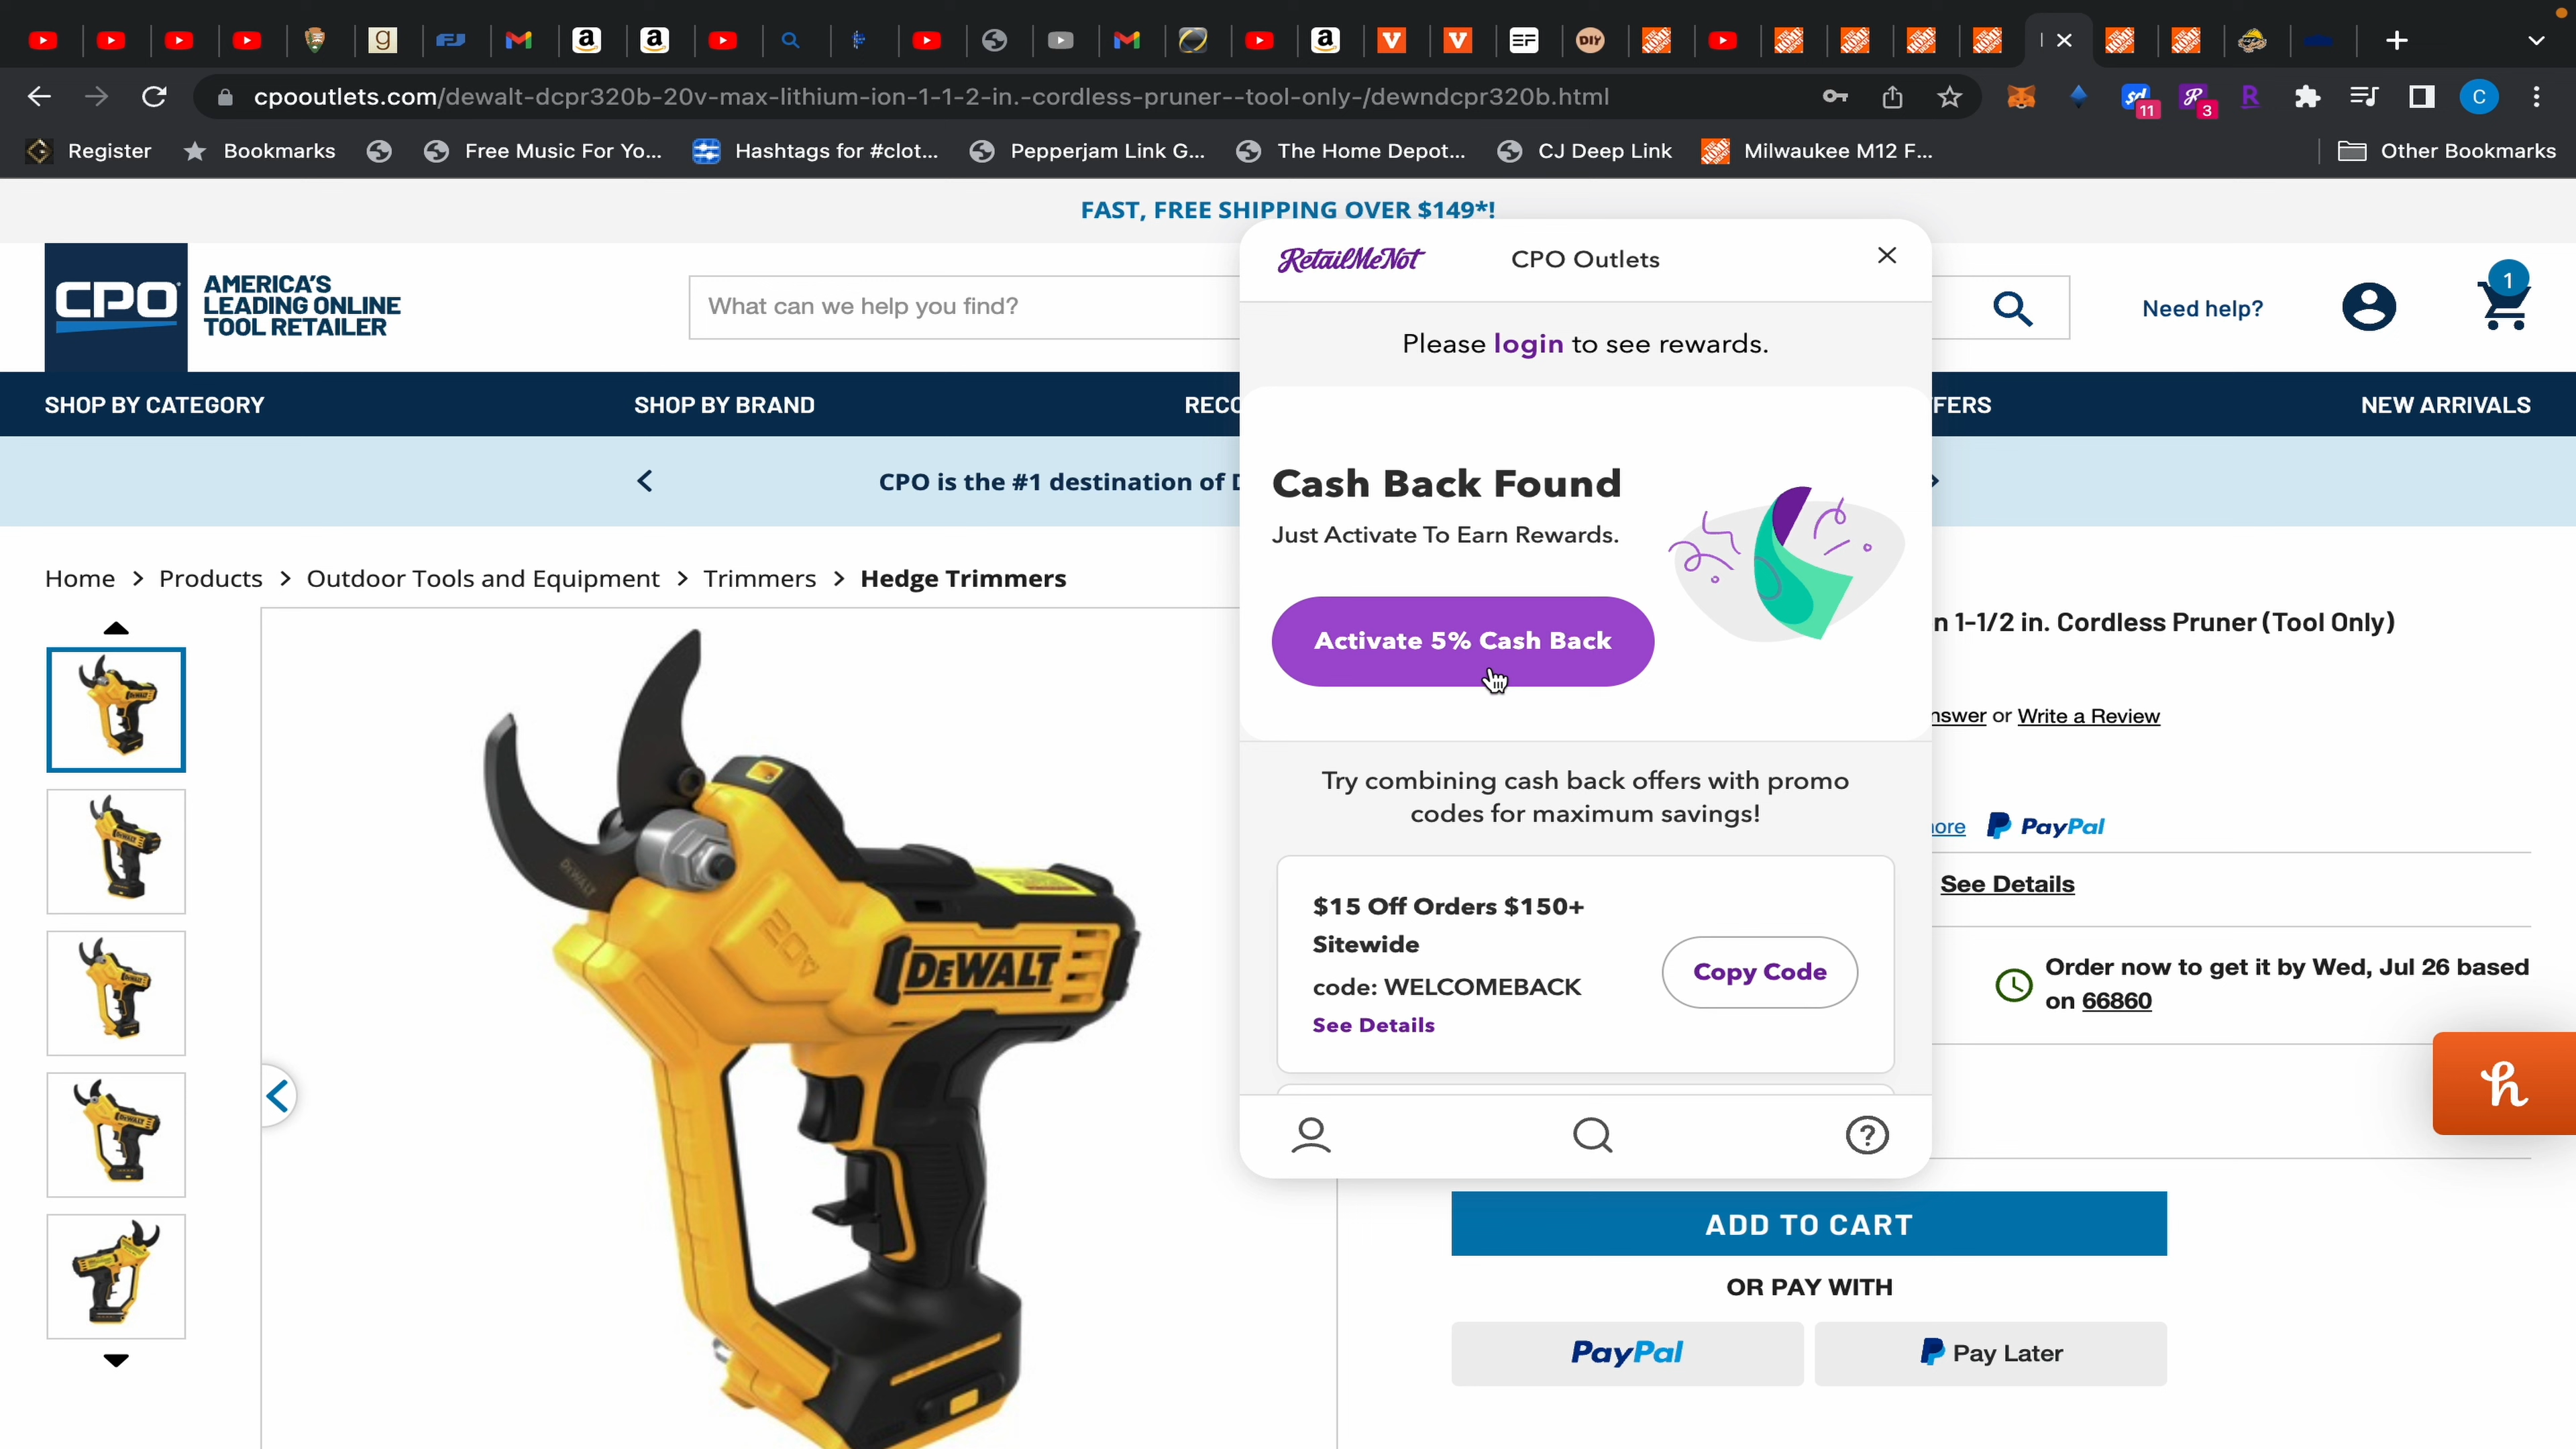 cpooutlets.com/dewalt-dcpr320b-20v-max-lithium-ion-1-1-2-in.-cordless-pruner--tool-only-/dewndcpr320b.html
11
3
C
Register
Bookmarks
Free Music For Yo...
Hashtags for #clot...
Pepperjam Link G...
The Home Depot...
CJ Deep Link
Milwaukee M12 F...
Other Bookmarks
FAST, FREE SHIPPING OVER $149*!
CPO
AMERICA'S
LEADING ONLINE
TOOL RETAILER
What can we help you find?
Need help?
1
SHOP BY CATEGORY
SHOP BY BRAND
RECO
FERS
NEW ARRIVALS
CPO is the #1 destination of
Home > Products > Outdoor Tools and Equipment > Trimmers > Hedge Trimmers
RetailMeNot
CPO Outlets
Please login to see rewards.
Cash Back Found
Just Activate To Earn Rewards.
Activate 5% Cash Back
Try combining cash back offers with promo
codes for maximum savings!
$15 Off Orders $150+
Sitewide
code: WELCOMEBACK
See Details
Copy Code
n 1-1/2 in. Cordless Pruner (Tool Only)
nswer or Write a Review
ore PayPal
See Details
Order now to get it by Wed, Jul 26 based
on 66860
ADD TO CART
OR PAY WITH
PayPal
Pay Later
DEWALT
20V
DEWALT